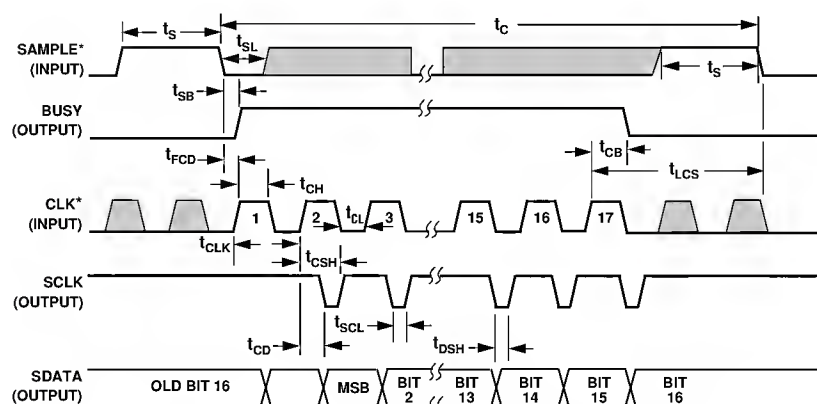 tS
tC
tSL
SAMPLE*
(INPUT)
tS
tSB
BUSY
(OUTPUT)
tFCD
tCB
tLCS
tCH
CLK*
(INPUT)
1
2
tCL
3
15
16
17
tCLK
tCSH
SCLK
(OUTPUT)
tSCL
tCD
tDSH
SDATA
(OUTPUT)
OLD BIT 16
MSB
BIT
2
BIT
13
BIT
14
BIT
15
BIT
16